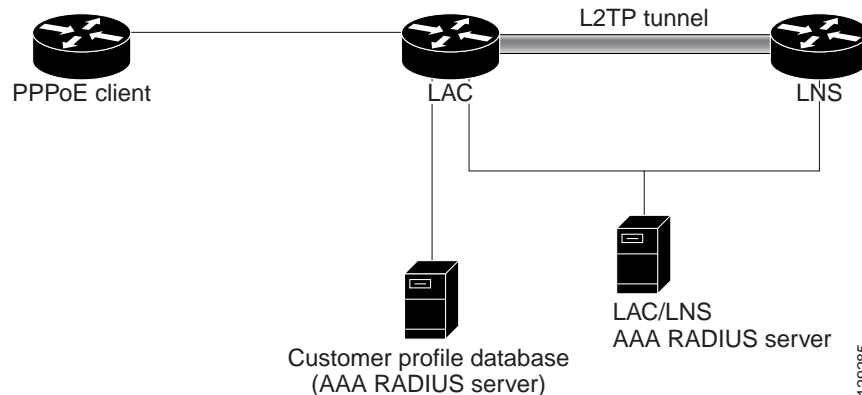 L2TP tunnel
PPPoE client
LAC
LNS
LAC/LNS
AAA RADIUS server
Customer profile database
(AAA RADIUS server)